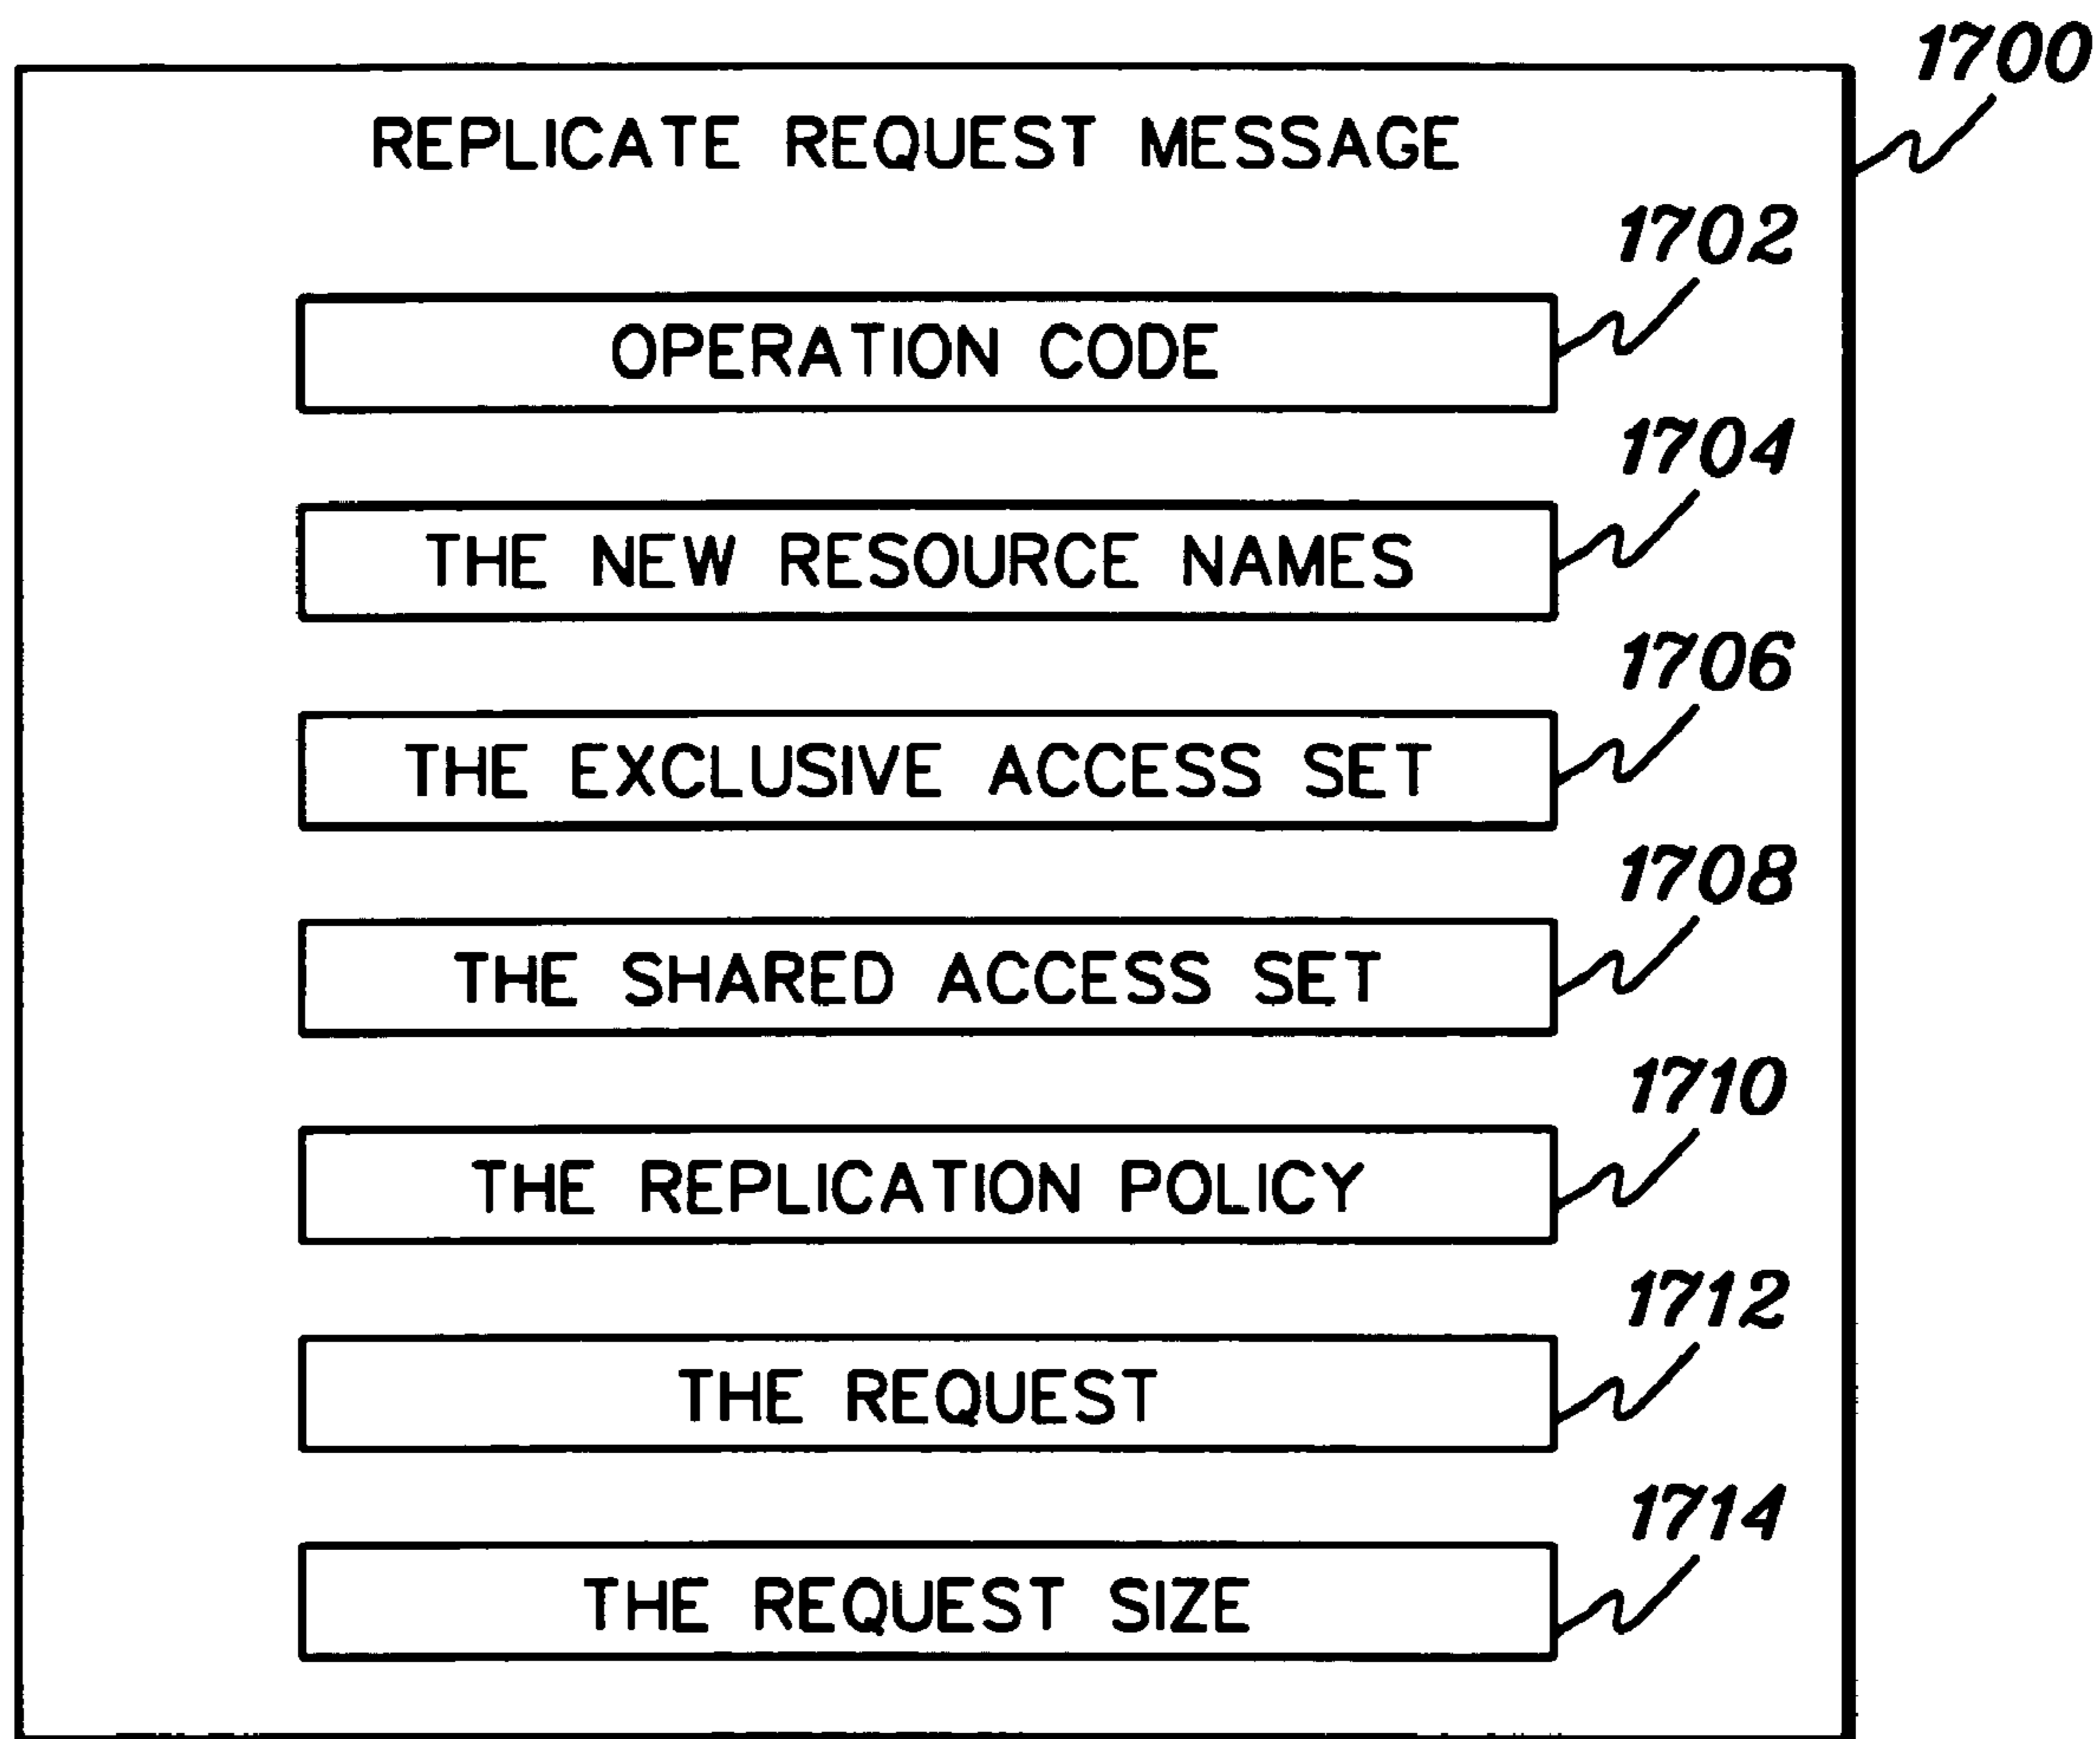 1700
REPLICATE REQUEST MESSAGE
1702
OPERATION CODE
1704
THE NEW RESOURCE NAMES
1706
THE EXCLUSIVE ACCESS SET
1708
THE SHARED ACCESS SET
1710
THE REPLICATION POLICY
1712
THE REQUEST
1714
THE REQUEST SIZE